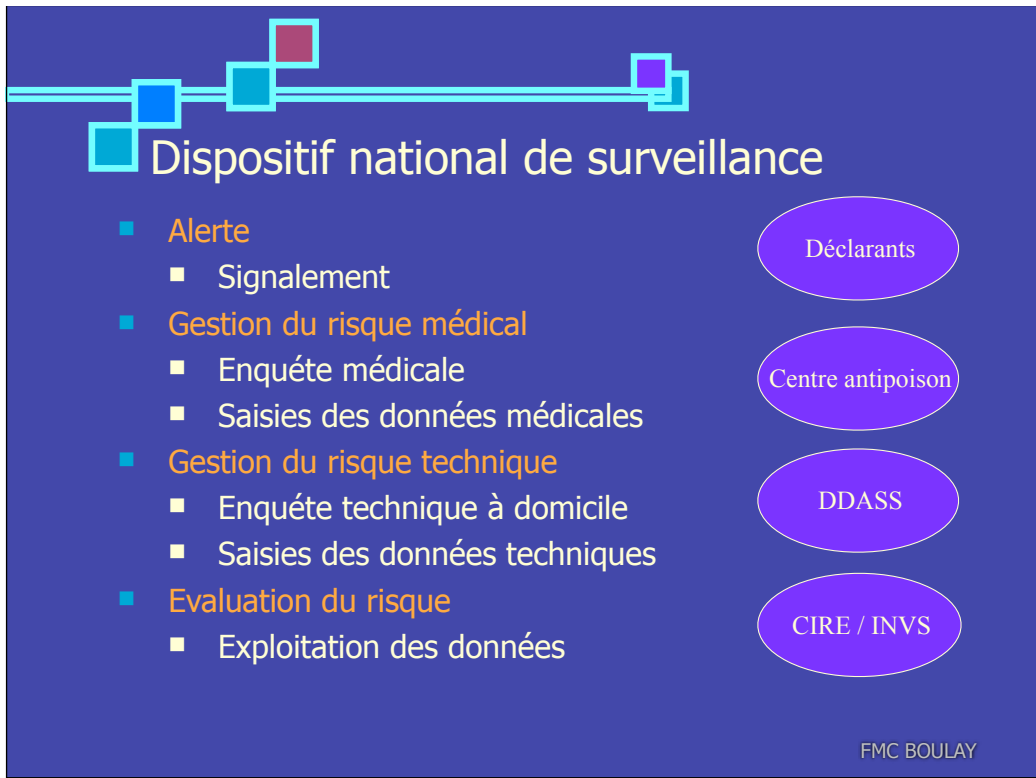 Dispositif national de surveillance
Alerte
Signalement
Gestion du risque médical
Enquéte médicale
Saisies des données médicales
Gestion du risque technique
Enquéte technique à domicile
Saisies des données techniques
Evaluation du risque
Exploitation des données
Déclarants
Centre antipoison
DDASS
CIRE / INVS
FMC BOULAY